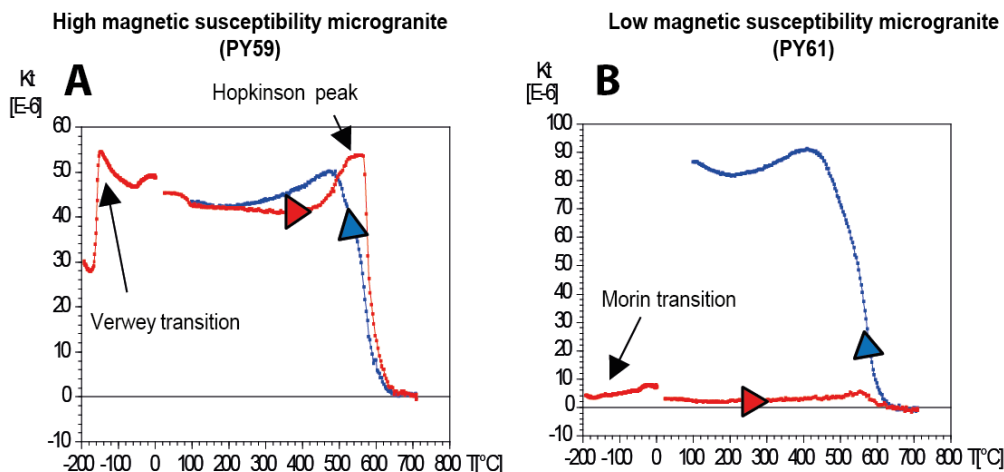 High magnetic susceptibility microgranite
(PY59)
Low magnetic susceptibility microgranite
(PY61)
Kt
[E-6]
A
Hopkinson peak
60
50
40
30
20
10
0
-10
Verwey transition
-200 -100 0 100 200 300 400 500 600 700 800 T[°C]
Kt
[E-6]
B
100
90
80
70
60
50
40
30
20
10
0
-10
Morin transition
-200 -100 0 100 200 300 400 500 600 700 800 T[°C]